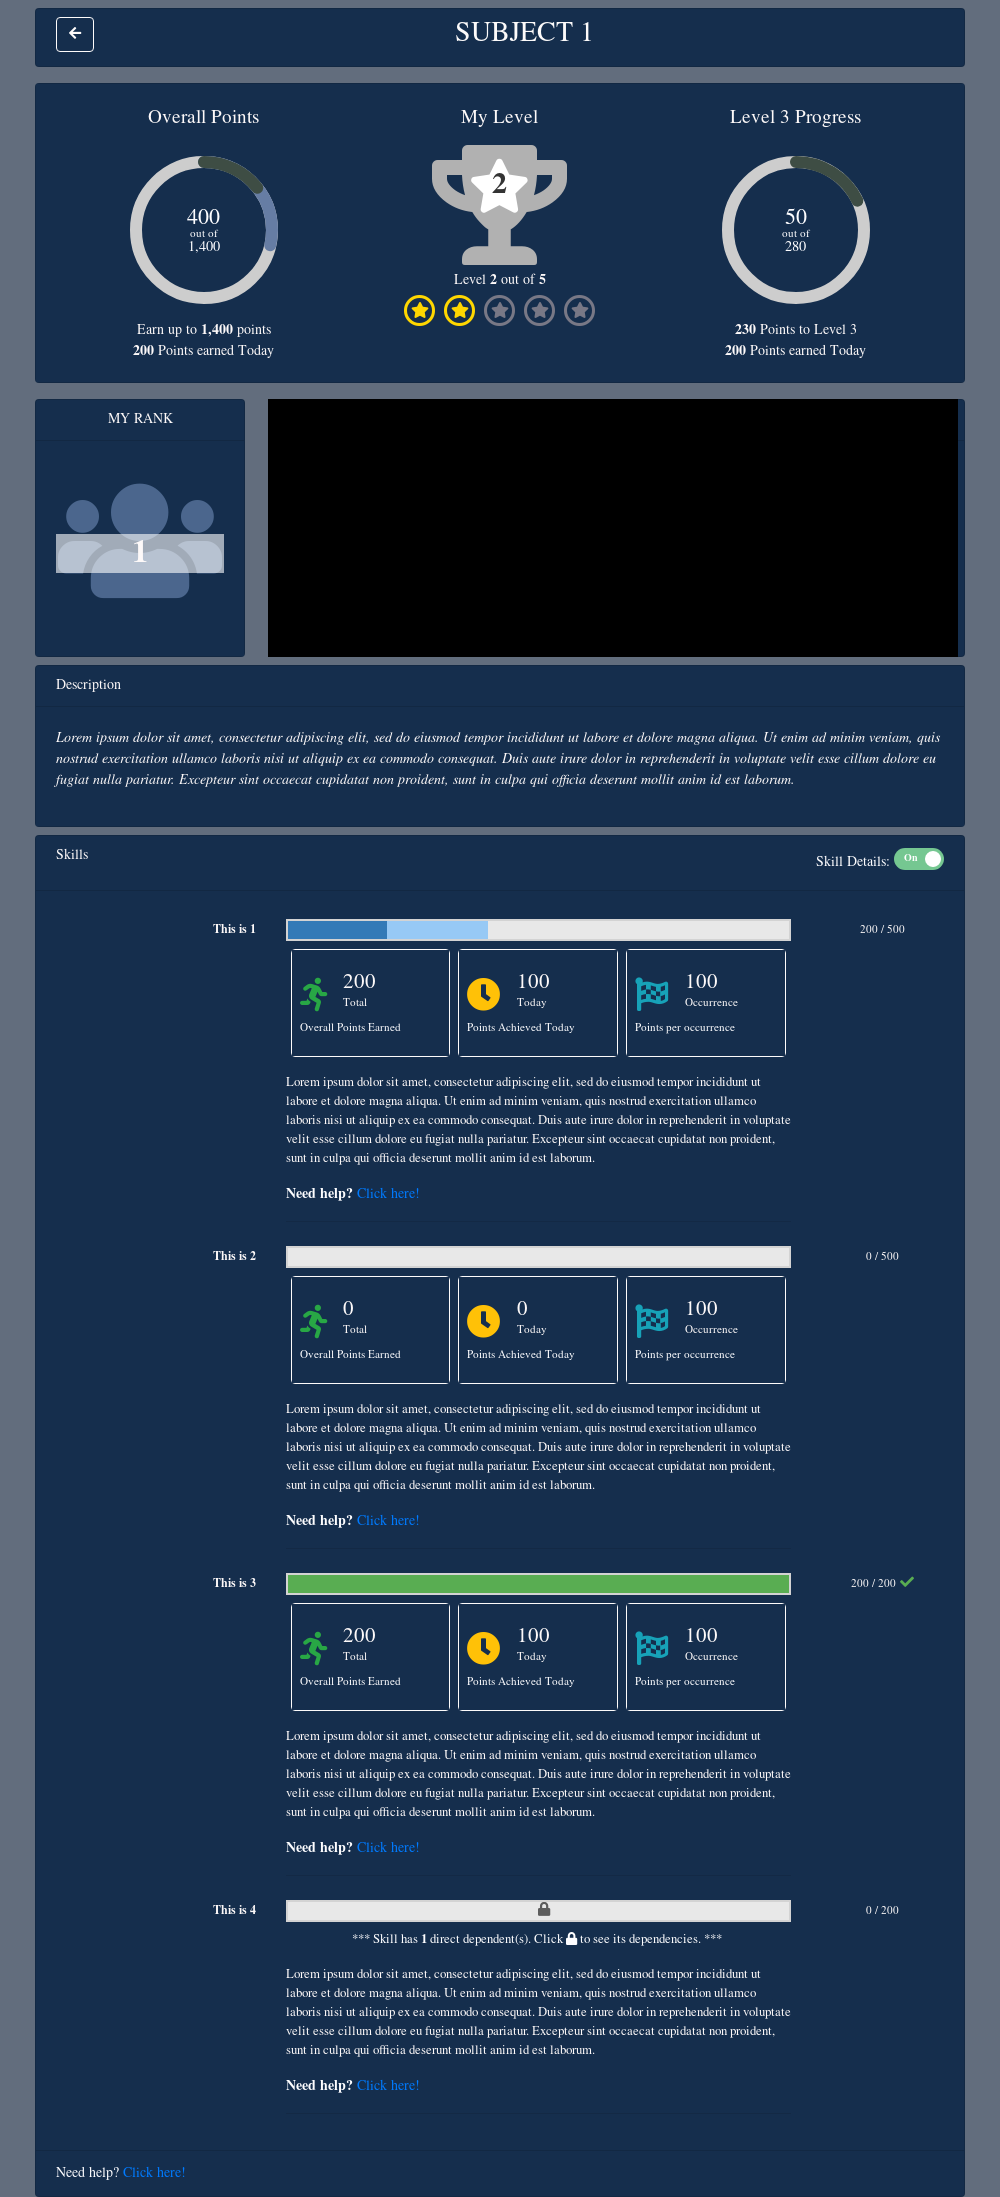 SUBJECT 1
Overall Points
My Level
Level 3 Progress
400
out of
1,400
2
50
out of
280
Level 2 out of 5
Earn up to 1,400 points
200 Points earned Today
230 Points to Level 3
200 Points earned Today
MY RANK
1
Description
Lorem ipsum dolor sit amet, consectetur adipiscing elit, sed do eiusmod tempor incididunt ut labore et dolore magna aliqua. Ut enim ad minim veniam, quis
nostrud exercitation ullamco laboris nisi ut aliquip ex ea commodo consequat. Duis aute irure dolor in reprehenderit in voluptate velit esse cillum dolore eu
fugiat nulla pariatur. Excepteur sint occaecat cupidatat non proident, sunt in culpa qui officia deserunt mollit anim id est laborum.
Skills
Skill Details: On
This is 1
200 / 500
200
Total
Overall Points Earned
100
Today
Points Achieved Today
100
Occurrence
Points per occurrence
Lorem ipsum dolor sit amet, consectetur adipiscing elit, sed do eiusmod tempor incididunt ut
labore et dolore magna aliqua. Ut enim ad minim veniam, quis nostrud exercitation ullamco
laboris nisi ut aliquip ex ea commodo consequat. Duis aute irure dolor in reprehenderit in voluptate
velit esse cillum dolore eu fugiat nulla pariatur. Excepteur sint occaecat cupidatat non proident,
sunt in culpa qui officia deserunt mollit anim id est laborum.
Need help? Click here!
This is 2
0 / 500
0
Total
Overall Points Earned
0
Today
Points Achieved Today
100
Occurrence
Points per occurrence
Lorem ipsum dolor sit amet, consectetur adipiscing elit, sed do eiusmod tempor incididunt ut
labore et dolore magna aliqua. Ut enim ad minim veniam, quis nostrud exercitation ullamco
laboris nisi ut aliquip ex ea commodo consequat. Duis aute irure dolor in reprehenderit in voluptate
velit esse cillum dolore eu fugiat nulla pariatur. Excepteur sint occaecat cupidatat non proident,
sunt in culpa qui officia deserunt mollit anim id est laborum.
Need help? Click here!
This is 3
200 / 200
200
Total
Overall Points Earned
100
Today
Points Achieved Today
100
Occurrence
Points per occurrence
Lorem ipsum dolor sit amet, consectetur adipiscing elit, sed do eiusmod tempor incididunt ut
labore et dolore magna aliqua. Ut enim ad minim veniam, quis nostrud exercitation ullamco
laboris nisi ut aliquip ex ea commodo consequat. Duis aute irure dolor in reprehenderit in voluptate
velit esse cillum dolore eu fugiat nulla pariatur. Excepteur sint occaecat cupidatat non proident,
sunt in culpa qui officia deserunt mollit anim id est laborum.
Need help? Click here!
This is 4
0 / 200
*** Skill has 1 direct dependent(s). Click to see its dependencies. ***
Lorem ipsum dolor sit amet, consectetur adipiscing elit, sed do eiusmod tempor incididunt ut
labore et dolore magna aliqua. Ut enim ad minim veniam, quis nostrud exercitation ullamco
laboris nisi ut aliquip ex ea commodo consequat. Duis aute irure dolor in reprehenderit in voluptate
velit esse cillum dolore eu fugiat nulla pariatur. Excepteur sint occaecat cupidatat non proident,
sunt in culpa qui officia deserunt mollit anim id est laborum.
Need help? Click here!
Need help? Click here!